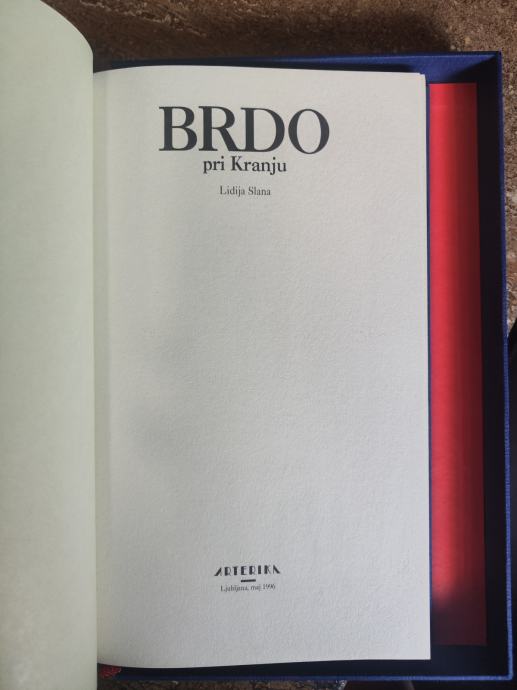 BRDO
pri Kranju
Lidija Slana
ARTERIKA
Ljubljana, maj 1996